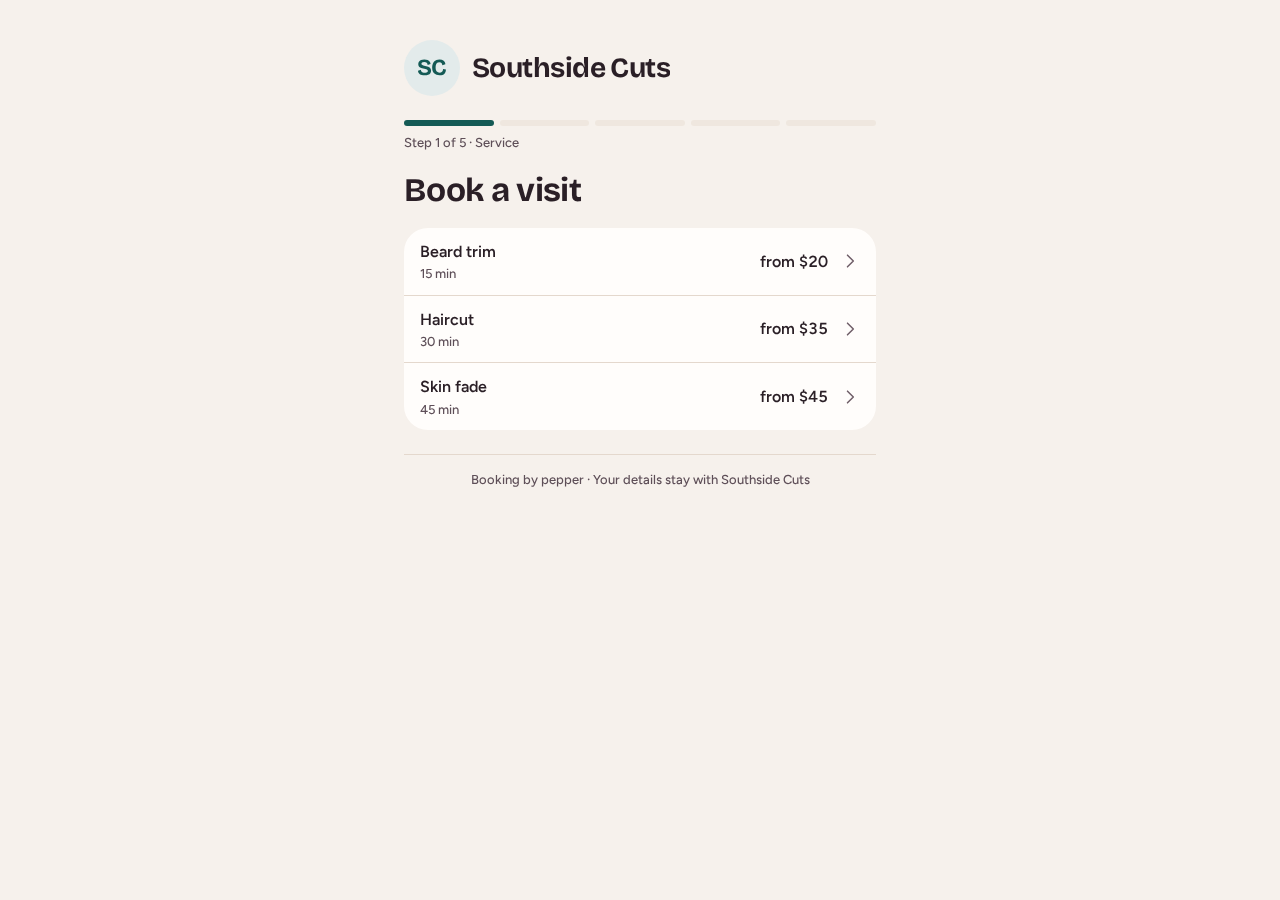 SC
Southside Cuts
Step 1 of 5 · Service
Book a visit
Beard trim
15 min
from $20
Haircut
30 min
from $35
Skin fade
45 min
from $45
Booking by pepper · Your details stay with Southside Cuts